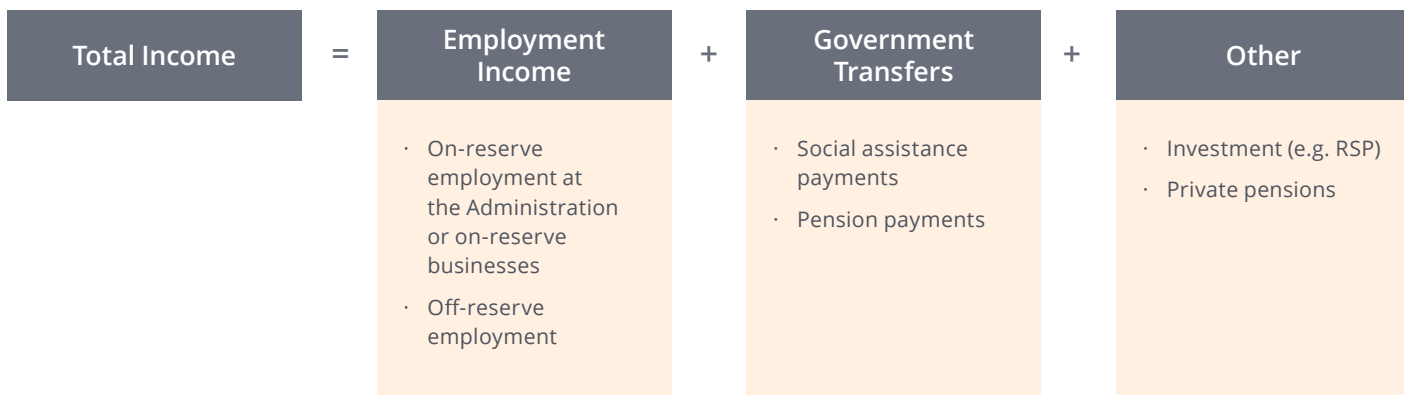 Total Income
=
Employment
Income
+
Government
Transfers
+
Other
· On-reserve
employment at
the Administration
or on-reserve
businesses
· Off-reserve
employment
· Social assistance
payments
· Pension payments
· Investment (e.g. RSP)
· Private pensions